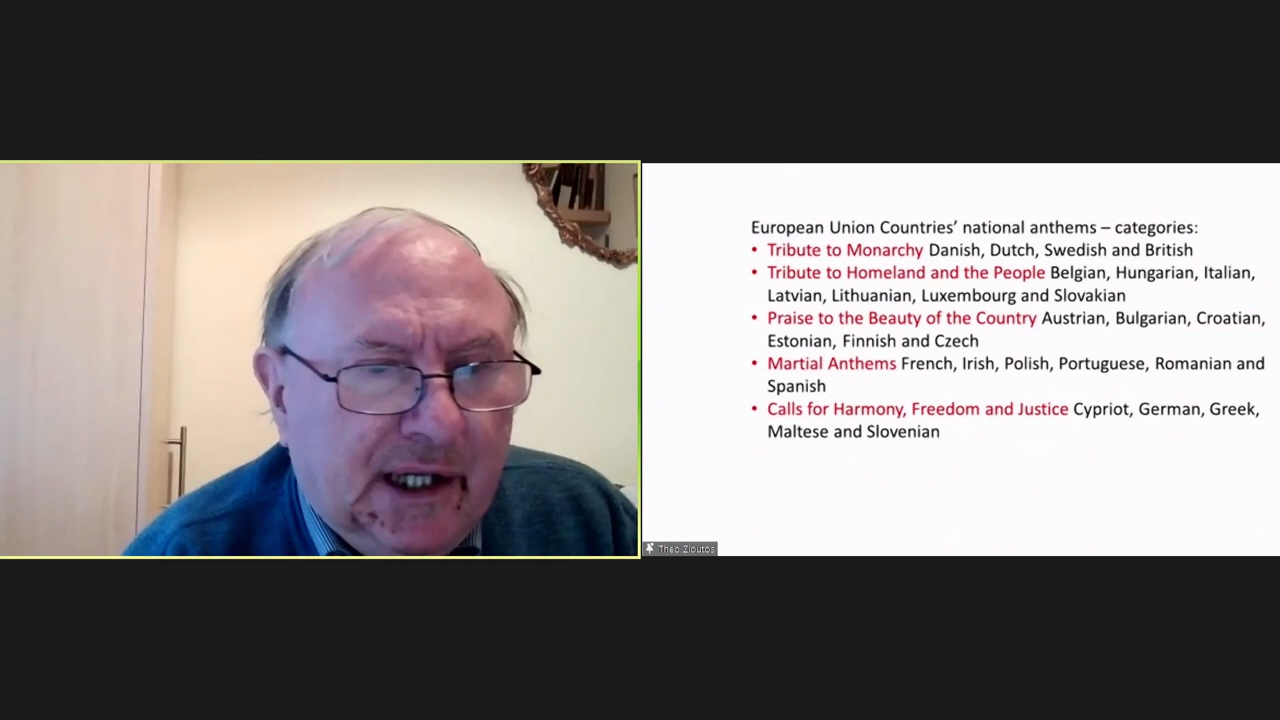 European Union Countries’ national anthems – categories:
• Tribute to Monarchy Danish, Dutch, Swedish and British
• Tribute to Homeland and the People Belgian, Hungarian, Italian,
Latvian, Lithuanian, Luxembourg and Slovakian
• Praise to the Beauty of the Country Austrian, Bulgarian, Croatian,
Estonian, Finnish and Czech
• Martial Anthems French, Irish, Polish, Portuguese, Romanian and
Spanish
• Calls for Harmony, Freedom and Justice Cypriot, German, Greek,
Maltese and Slovenian
Theo Zioutos